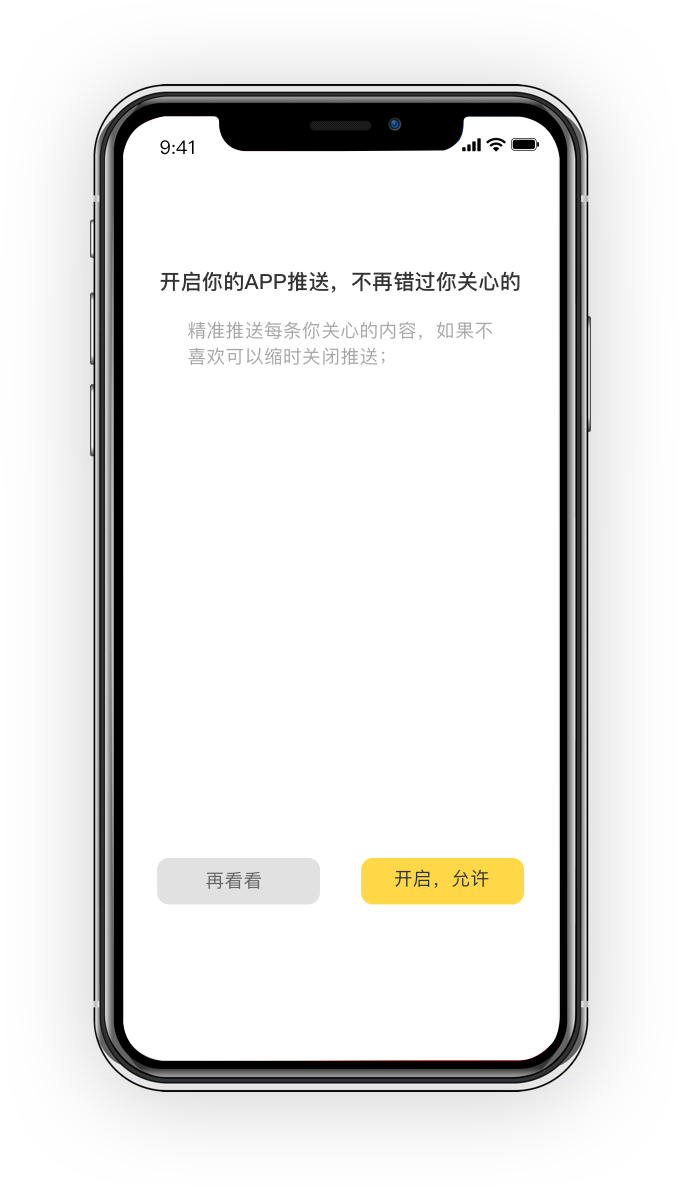 9:41
开启你的APP推送，不再错过你关心的
精准推送每条你关心的内容，如果不
喜欢可以缩时关闭推送；
再看看
开启，允许